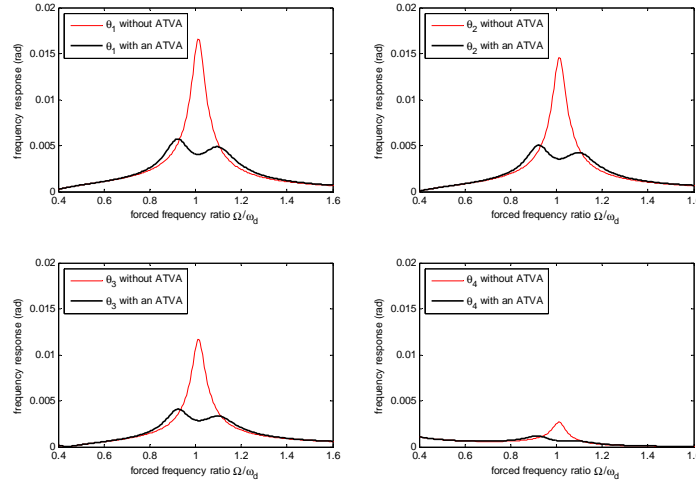 0.02
0.015
0.01
0.005
0
frequency response (rad)
θ1 without ATVA
θ1 with an ATVA
0.4 0.6 0.8 1 1.2 1.4 1.6
forced frequency ratio Ω/ωd
0.02
0.015
0.01
0.005
0
frequency response (rad)
θ2 without ATVA
θ2 with an ATVA
0.4 0.6 0.8 1 1.2 1.4 1.6
forced frequency ratio Ω/ωd
0.02
0.015
0.01
0.005
0
frequency response (rad)
θ3 without ATVA
θ3 with an ATVA
0.4 0.6 0.8 1 1.2 1.4 1.6
forced frequency ratio Ω/ωd
0.02
0.015
0.01
0.005
0
frequency response (rad)
θ4 without ATVA
θ4 with an ATVA
0.4 0.6 0.8 1 1.2 1.4 1.6
forced frequency ratio Ω/ωd